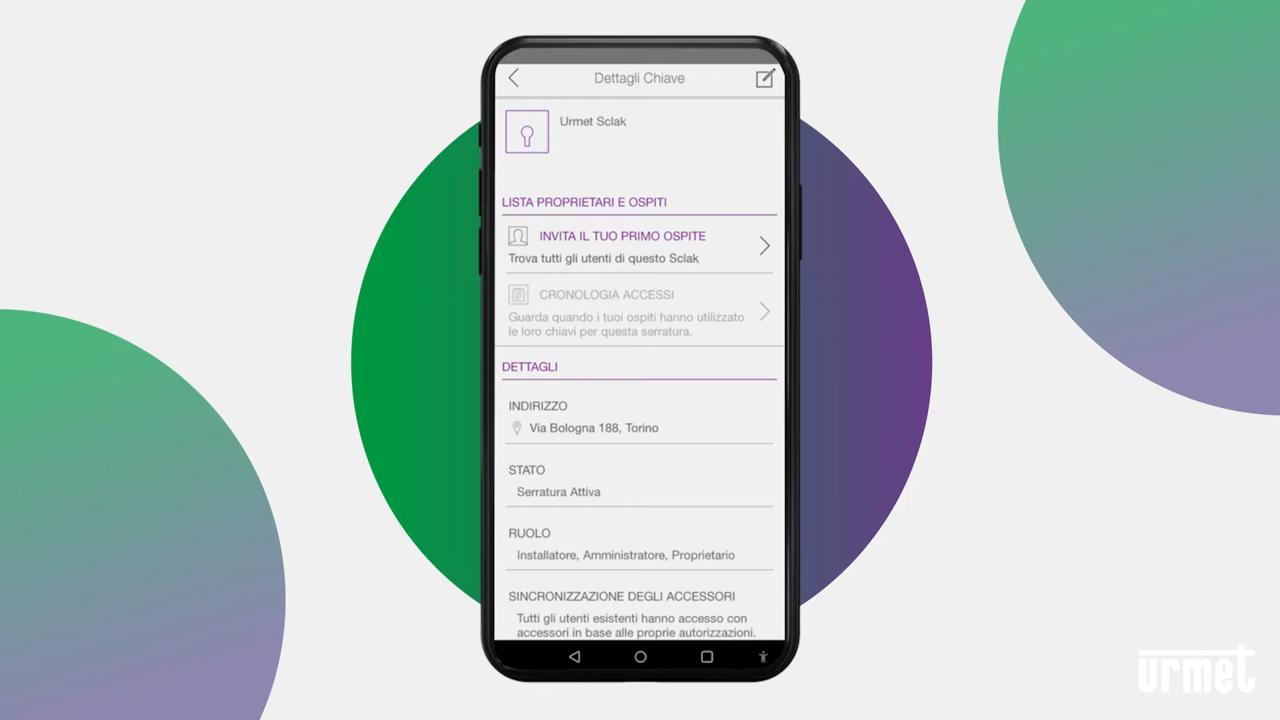 Dettagli Chiave
Urmet Sclak
LISTA PROPRIETARI E OSPITI
INVITA IL TUO PRIMO OSPITE
Trova tutti gli utenti di questo Sclak
CRONOLOGIA ACCESSI
Guarda quando i tuoi ospiti hanno utilizzato
le loro chiavi per questa serratura.
DETTAGLI
INDIRIZZO
Via Bologna 188, Torino
STATO
Serratura Attiva
RUOLO
Installatore, Amministratore, Proprietario
SINCRONIZZAZIONE DEGLI ACCESSORI
Tutti gli utenti esistenti hanno accesso con
accessori in base alle proprie autorizzazioni.
urmet